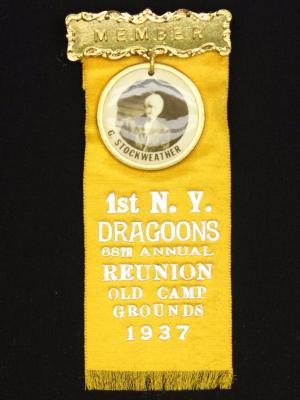 MEMBER
G. STOCKWEATHER
1st N. Y.
DRAGOONS
68TH ANNUAL
REUNION
OLD CAMP
GROUNDS
1937